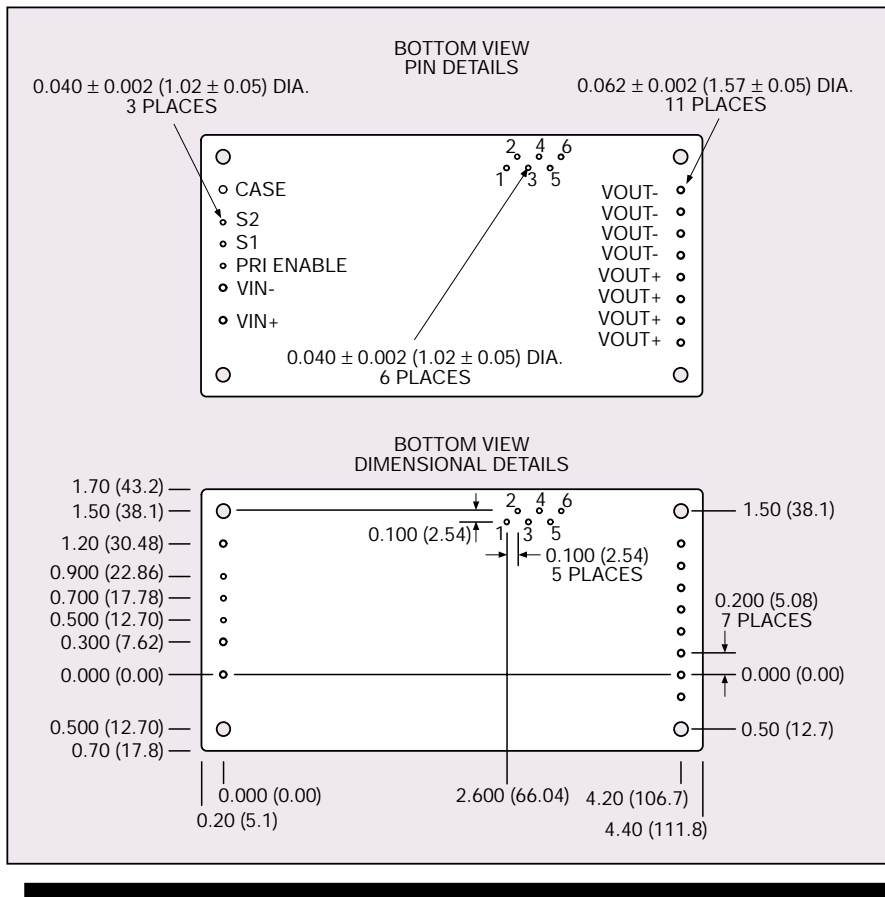 BOTTOM VIEW
PIN DETAILS
0.040 ± 0.002 (1.02 ± 0.05) DIA.
3 PLACES
0.062 ± 0.002 (1.57 ± 0.05) DIA.
11 PLACES
2 4 6
1 3 5
CASE
S2
S1
PRI ENABLE
VIN-
VIN+
VOUT-
VOUT-
VOUT-
VOUT-
VOUT+
VOUT+
VOUT+
VOUT+
0.040 ± 0.002 (1.02 ± 0.05) DIA.
6 PLACES
BOTTOM VIEW
DIMENSIONAL DETAILS
1.70 (43.2)
1.50 (38.1)
1.20 (30.48)
0.900 (22.86)
0.700 (17.78)
0.500 (12.70)
0.300 (7.62)
0.000 (0.00)
0.500 (12.70)
0.70 (17.8)
2 4 6
1 3 5
0.100 (2.54)
0.100 (2.54)
5 PLACES
1.50 (38.1)
0.200 (5.08)
7 PLACES
0.000 (0.00)
0.50 (12.7)
0.000 (0.00)
0.20 (5.1)
2.600 (66.04)
4.20 (106.7)
4.40 (111.8)